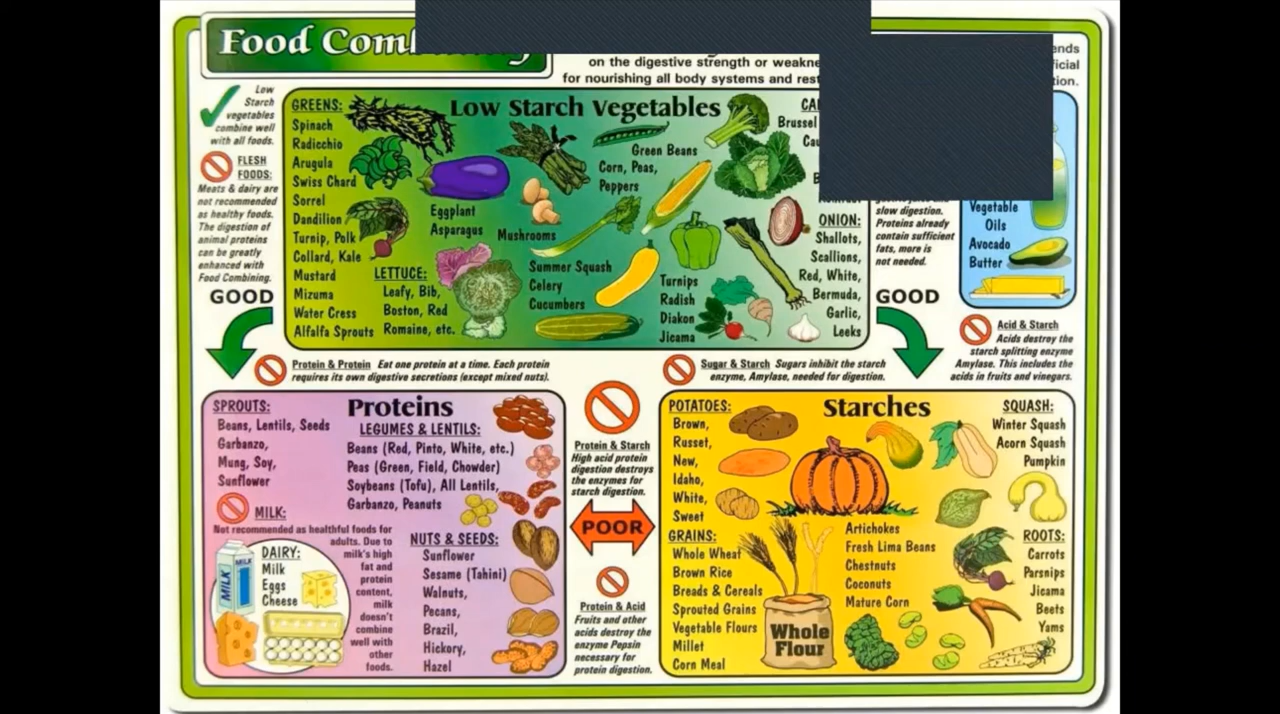 Food Com
on the digestive strength or
for nourishing all body systems and
Low
Starch
vegetables
combine well
with all foods.
FLESH
FOODS:
Meats & dairy are
not recommended
as healthy foods.
The digestion of
animal proteins
can be greatly
enhanced with
Food Combining.
GOOD
Low Starch Vegetables
GREENS:
Spinach
Radicchio
Arugula
Swiss Chard
Sorrel
Dandilion
Turnip, Polk
Collard, Kale
Mustard
Mizuma
Water Cress
Alfalfa Sprouts
LETTUCE:
Leafy, Bib,
Boston, Red
Romaine, etc.
Eggplant
Asparagus
Mushrooms
Green Beans
Corn, Peas,
Peppers
Summer Squash
Celery
Cucumbers
Turnips
Radish
Diakon
Jicama
Brussel
ONION:
Shallots,
Scallions,
Red, White,
Bermuda,
Garlic,
Leeks
slow digestion.
Proteins already
contain sufficient
fats, more is
not needed.
GOOD
Vegetable
Oils
Avocado
Butter
Acid & Starch
Acids destroy the
starch splitting enzyme
Amylase. This includes the
acids in fruits and vinegars.
Protein & Protein Eat one protein at a time. Each protein
requires its own digestive secretions (except mixed nuts).
Sugar & Starch Sugars inhibit the starch
enzyme, Amylase, needed for digestion.
Proteins
SPROUTS:
Beans, Lentils, Seeds
Garbanzo,
Mung, Soy,
Sunflower
LEGUMES & LENTILS:
Beans (Red, Pinto, White, etc.)
Peas (Green, Field, Chowder)
Soybeans (Tofu), All Lentils,
Garbanzo, Peanuts
MILK:
Not recommended as healthful foods for
adults. Due to
milk's high
fat and
protein
content,
milk
doesn't
combine
well with
other
foods.
MILK
MILK
DAIRY:
Milk
Eggs
Cheese
NUTS & SEEDS:
Sunflower
Sesame (Tahini)
Walnuts,
Pecans,
Brazil,
Hickory,
Hazel
Protein & Starch
High acid protein
digestion destroys
the enzymes for
starch digestion.
POOR
Protein & Acid
Fruits and other
acids destroy the
enzyme Pepsin
necessary for
protein digestion.
Starches
POTATOES:
Brown,
Russet,
New,
Idaho,
White,
Sweet
GRAINS:
Whole Wheat
Brown Rice
Breads & Cereals
Sprouted Grains
Vegetable Flours
Millet
Corn Meal
Whole
Flour
Artichokes
Fresh Lima Beans
Chestnuts
Coconuts
Mature Corn
SQUASH:
Winter Squash
Acorn Squash
Pumpkin
ROOTS:
Carrots
Parsnips
Jicama
Beets
Yams